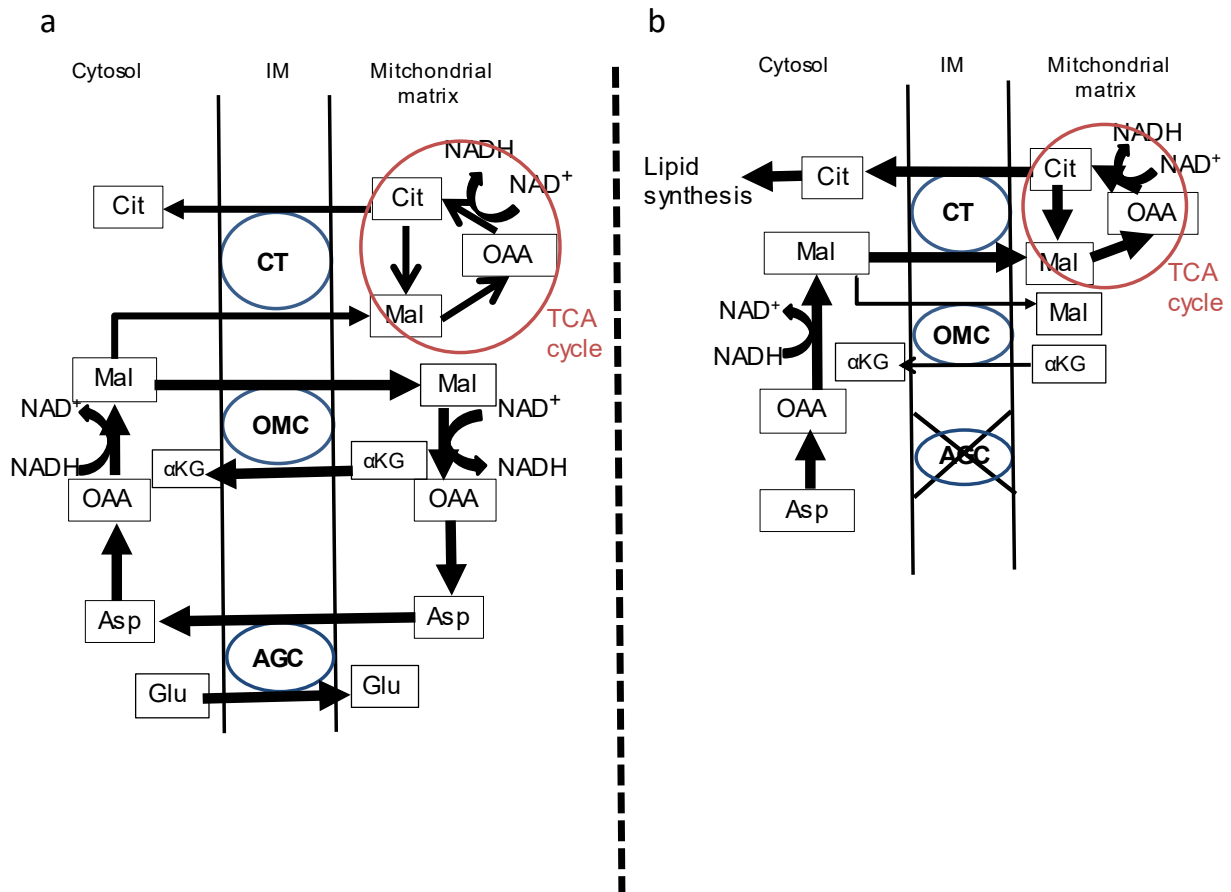 a
Cytosol
IM
Mitchondrial
matrix
NADH
NAD+
Cit
Cit
OAA
CT
Mal
TCA
cycle
Mal
Mal
NAD+
NAD+
OMC
NADH
αKG
αKG
NADH
OAA
OAA
Asp
Asp
AGC
Glu
Glu
b
Cytosol
IM
Mitchondrial
matrix
NADH
NAD+
Lipid
synthesis
Cit
Cit
OAA
CT
Mal
Mal
TCA
cycle
NAD+
Mal
OMC
NADH
αKG
αKG
OAA
AGC
Asp